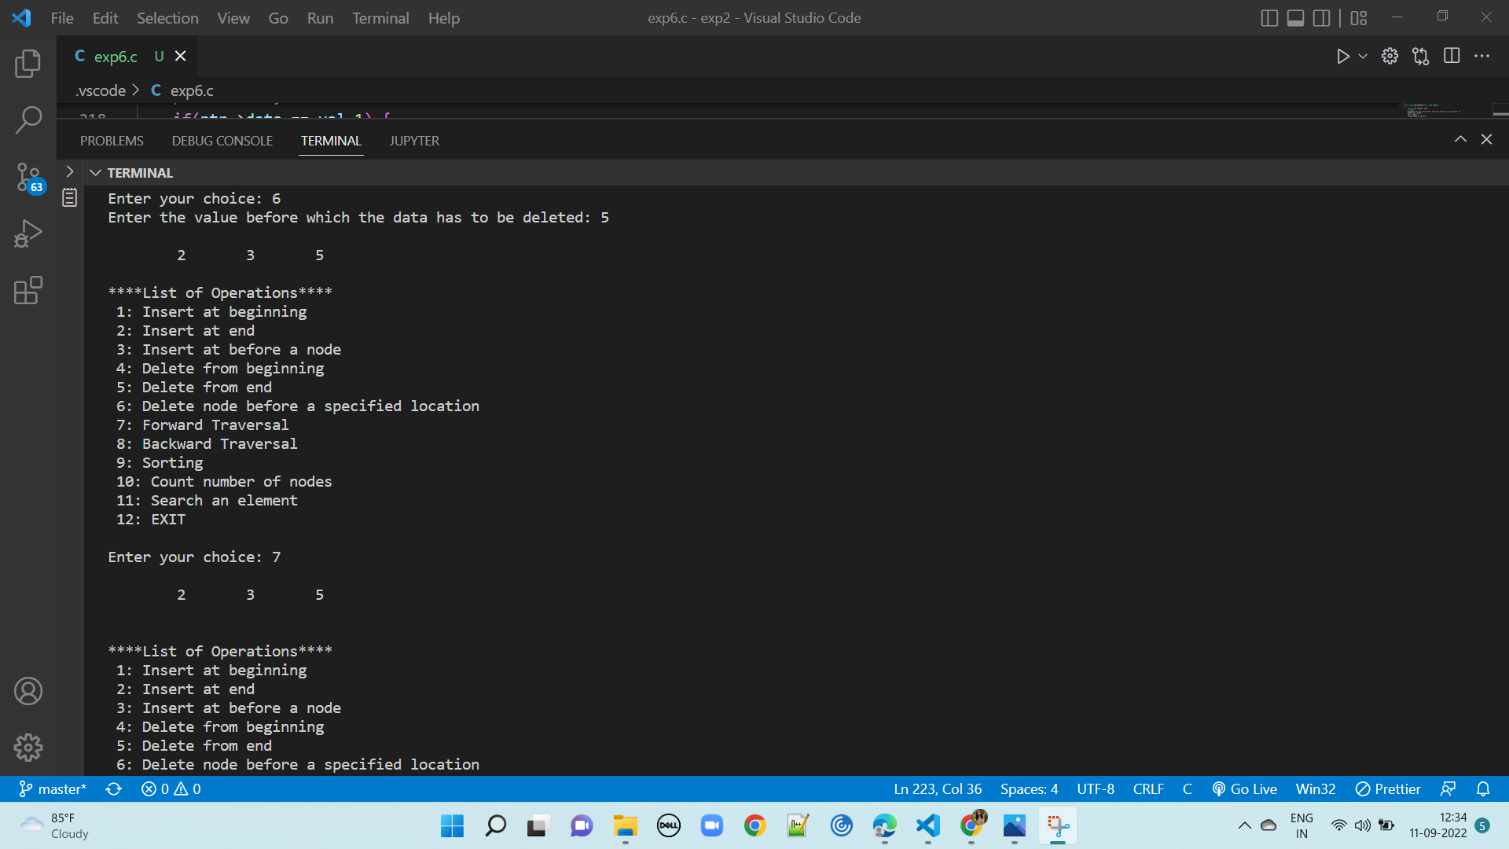 File Edit Selection View Go Run Terminal Help exp6.c - exp2 - Visual Studio Code
C exp6.c U
.vscode > C exp6.c
PROBLEMS DEBUG CONSOLE TERMINAL JUPYTER
TERMINAL
63
Enter your choice: 6
Enter the value before which the data has to be deleted: 5
2 3 5
****List of Operations****
1: Insert at beginning
2: Insert at end
3: Insert at before a node
4: Delete from beginning
5: Delete from end
6: Delete node before a specified location
7: Forward Traversal
8: Backward Traversal
9: Sorting
10: Count number of nodes
11: Search an element
12: EXIT
Enter your choice: 7
2 3 5
****List of Operations****
1: Insert at beginning
2: Insert at end
3: Insert at before a node
4: Delete from beginning
5: Delete from end
6: Delete node before a specified location
master* 0 0 Ln 223, Col 36 Spaces: 4 UTF-8 CRLF C Go Live Win32 Prettier
85°F
Cloudy
DELL
ENG
IN
12:34
11-09-2022
5